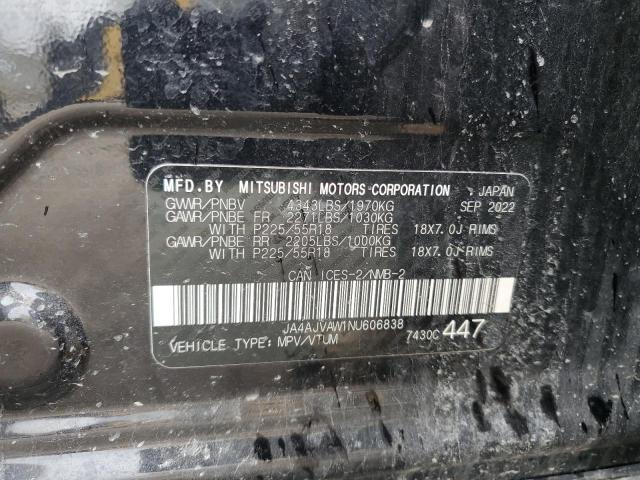 MFD.BY MITSUBISHI MOTORS CORPORATION JAPAN
GVWR/PNBV 4343LBS/1970KG SEP 2022
GAWR/PNBE FR 2271LBS/1030KG
WITH P225/55R18 TIRES 18X7.0J RIMS
GAWR/PNBE RR 2205LBS/1000KG
WITH P225/55R18 TIRES 18X7.0J RIMS
CAN ICES-2/NMB-2
JA4AJVAW1NU606838
VEHICLE TYPE: MPV/VTUM 7430C 447